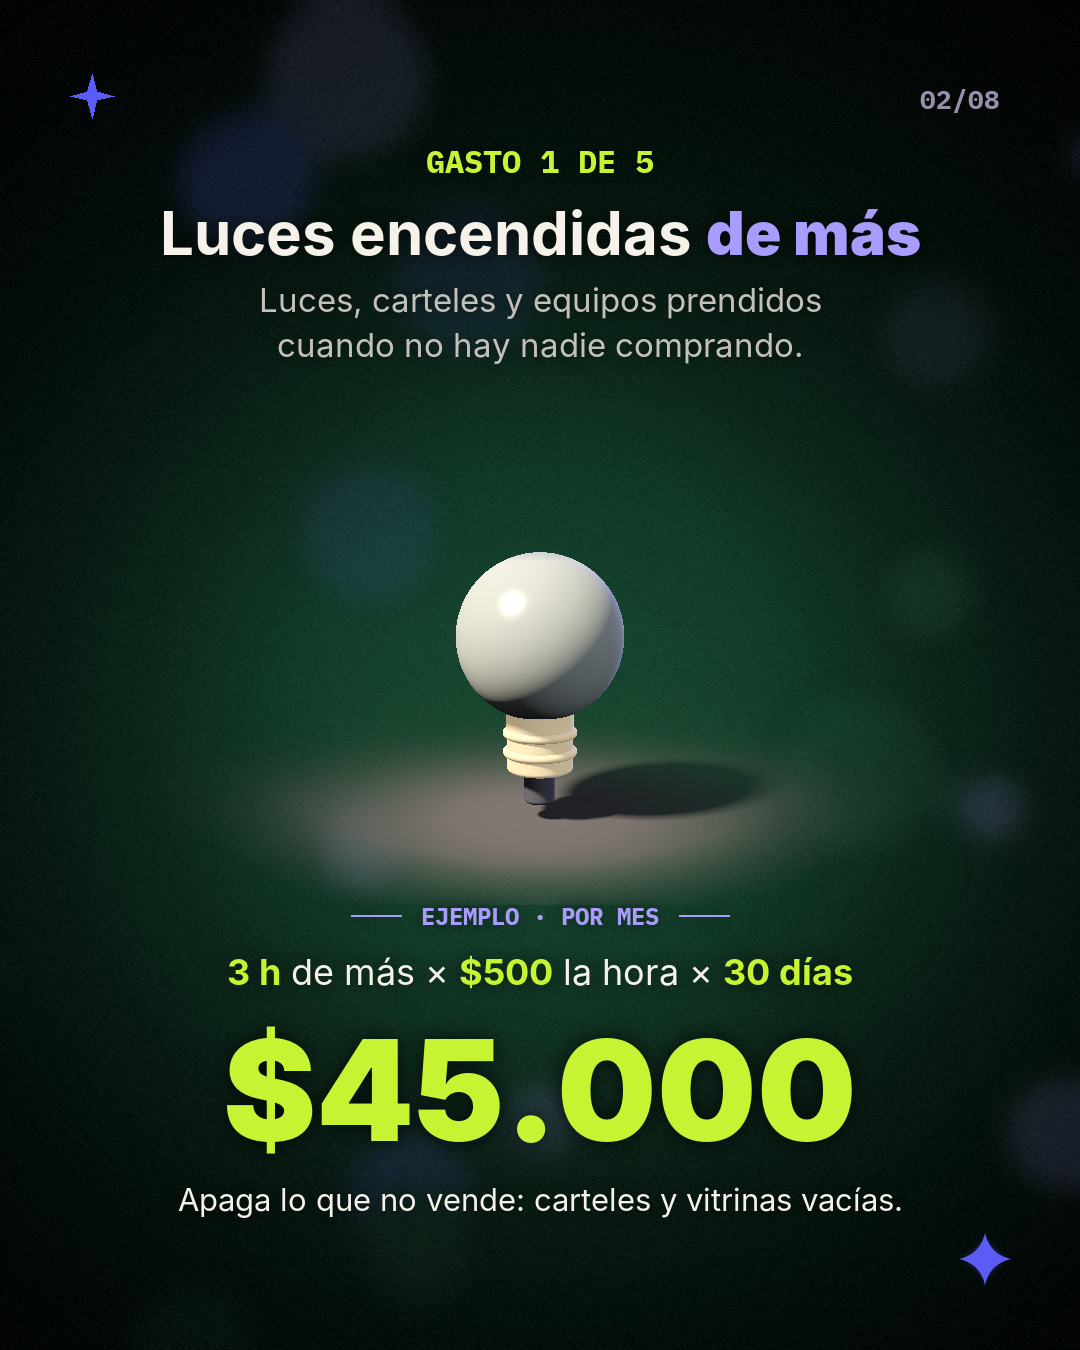 02/08
GASTO 1 DE 5
Luces encendidas de más
Luces, carteles y equipos prendidos
cuando no hay nadie comprando.
EJEMPLO · POR MES
3 h de más × $500 la hora × 30 días
$45.000
Apaga lo que no vende: carteles y vitrinas vacías.